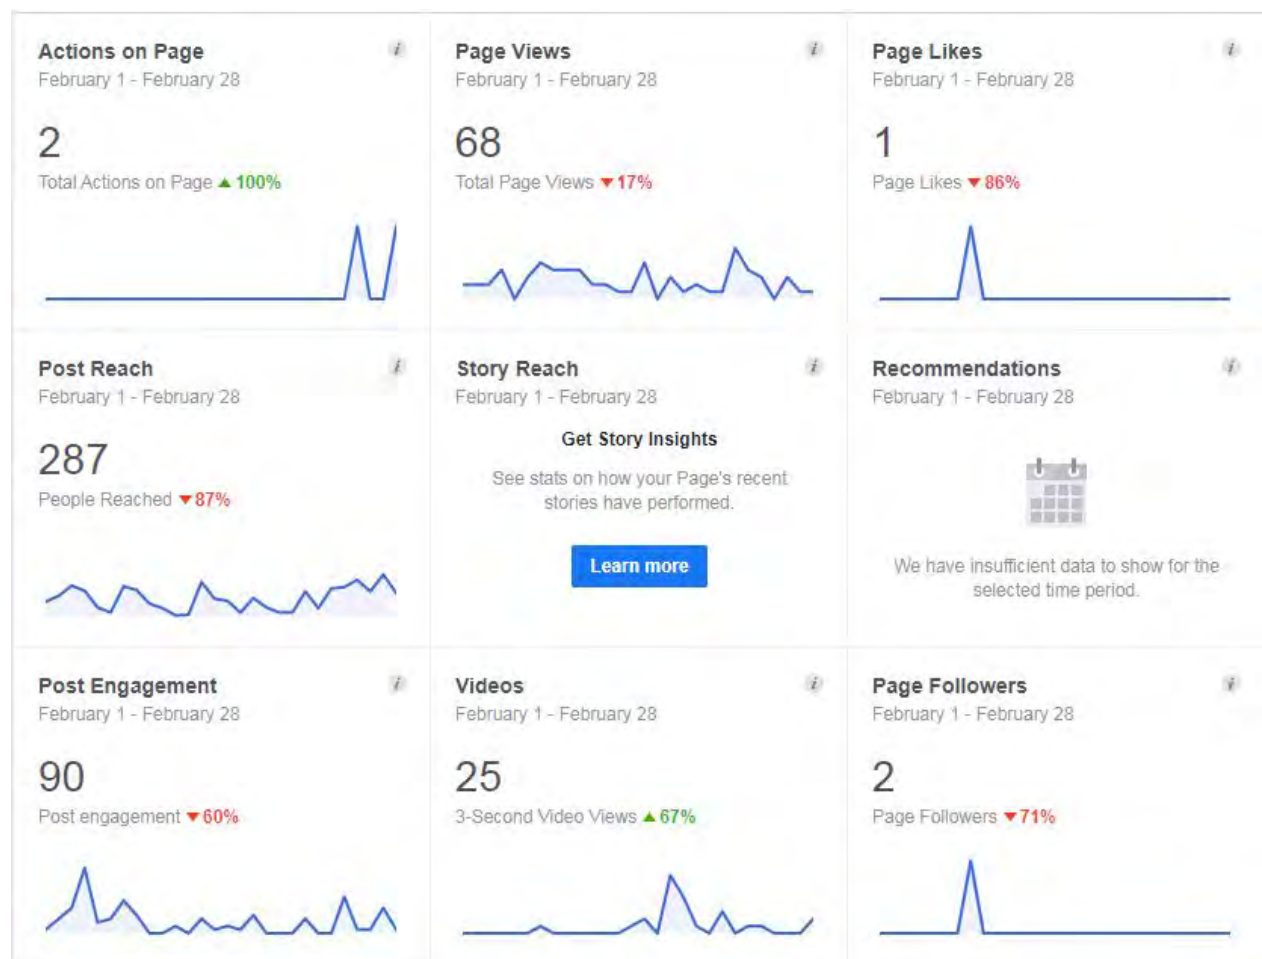 Actions on Page
February 1 - February 28
2
Total Actions on Page ▲ 100%
Page Views
February 1 - February 28
68
Total Page Views ▼ 17%
Page Likes
February 1 - February 28
1
Page Likes ▼ 86%
Post Reach
February 1 - February 28
287
People Reached ▼ 87%
Story Reach
February 1 - February 28
Get Story Insights
See stats on how your Page's recent
stories have performed.
Learn more
Recommendations
February 1 - February 28
We have insufficient data to show for the
selected time period.
Post Engagement
February 1 - February 28
90
Post engagement ▼ 60%
Videos
February 1 - February 28
25
3-Second Video Views ▲ 67%
Page Followers
February 1 - February 28
2
Page Followers ▼ 71%